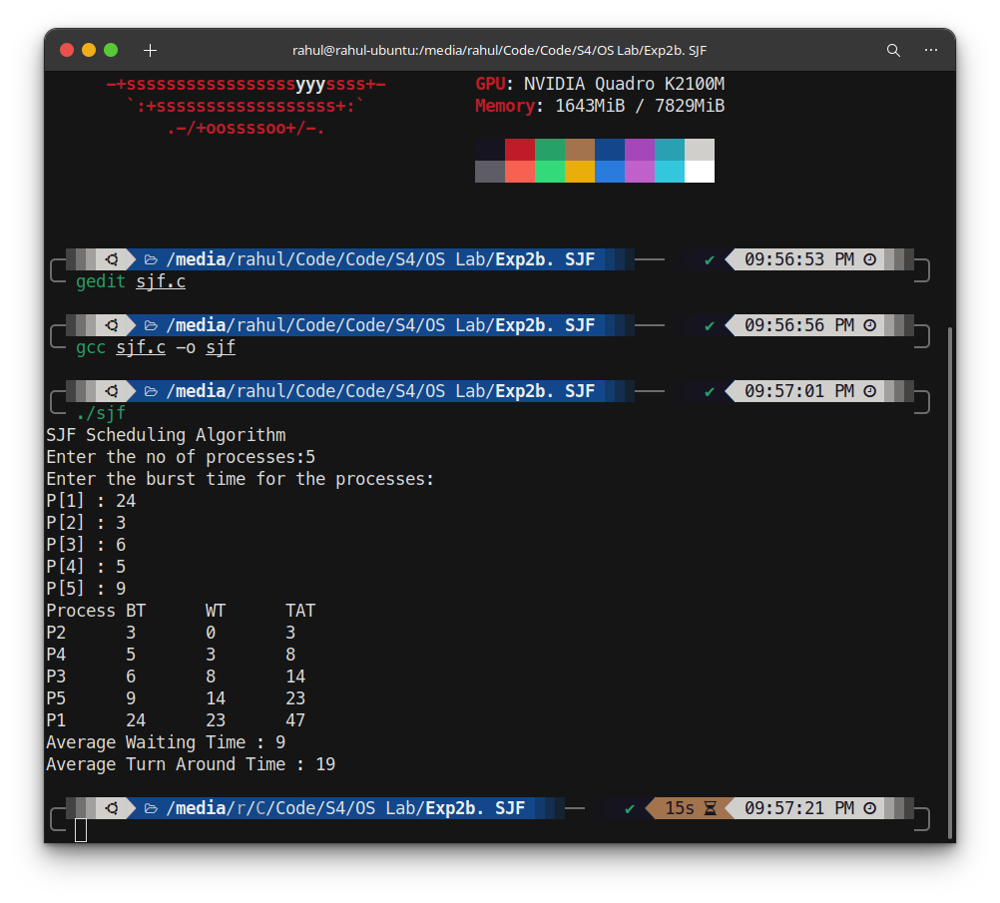 rahul@rahul-ubuntu:/media/rahul/Code/Code/S4/OS Lab/Exp2b. SJF
-+sssssssssssssssssyyyssss+- GPU: NVIDIA Quadro K2100M
`:+ssssssssssssssssss+:` Memory: 1643MiB / 7829MiB
.-/+oossssoo+/-.
/media/rahul/Code/Code/S4/OS Lab/Exp2b. SJF ✔ 09:56:53 PM
gedit sjf.c
/media/rahul/Code/Code/S4/OS Lab/Exp2b. SJF ✔ 09:56:56 PM
gcc sjf.c -o sjf
/media/rahul/Code/Code/S4/OS Lab/Exp2b. SJF ✔ 09:57:01 PM
./sjf
SJF Scheduling Algorithm
Enter the no of processes:5
Enter the burst time for the processes:
P[1] : 24
P[2] : 3
P[3] : 6
P[4] : 5
P[5] : 9
Process BT WT TAT
P2 3 0 3
P4 5 3 8
P3 6 8 14
P5 9 14 23
P1 24 23 47
Average Waiting Time : 9
Average Turn Around Time : 19
/media/r/C/Code/S4/OS Lab/Exp2b. SJF ✔ 15s 09:57:21 PM